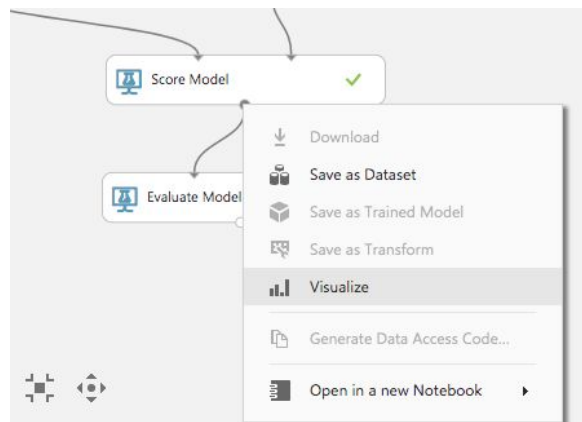 Score Model
Download
Save as Dataset
Evaluate Model
Save as Trained Model
Save as Transform
Visualize
Generate Data Access Code...
Open in a new Notebook